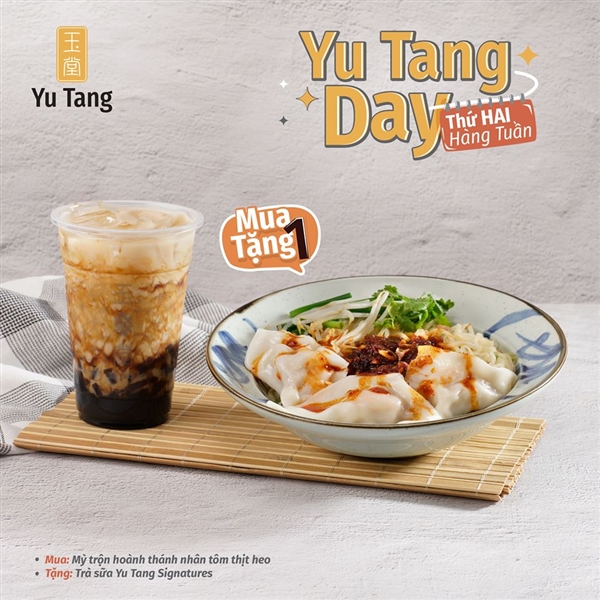 玉堂
Yu Tang
Yu Tang
Day
Thứ HAI
Hàng Tuần
Mua 1
Tặng 1
• Mua: Mỳ trộn hoành thánh nhân tôm thịt heo
• Tặng: Trà sữa Yu Tang Signatures